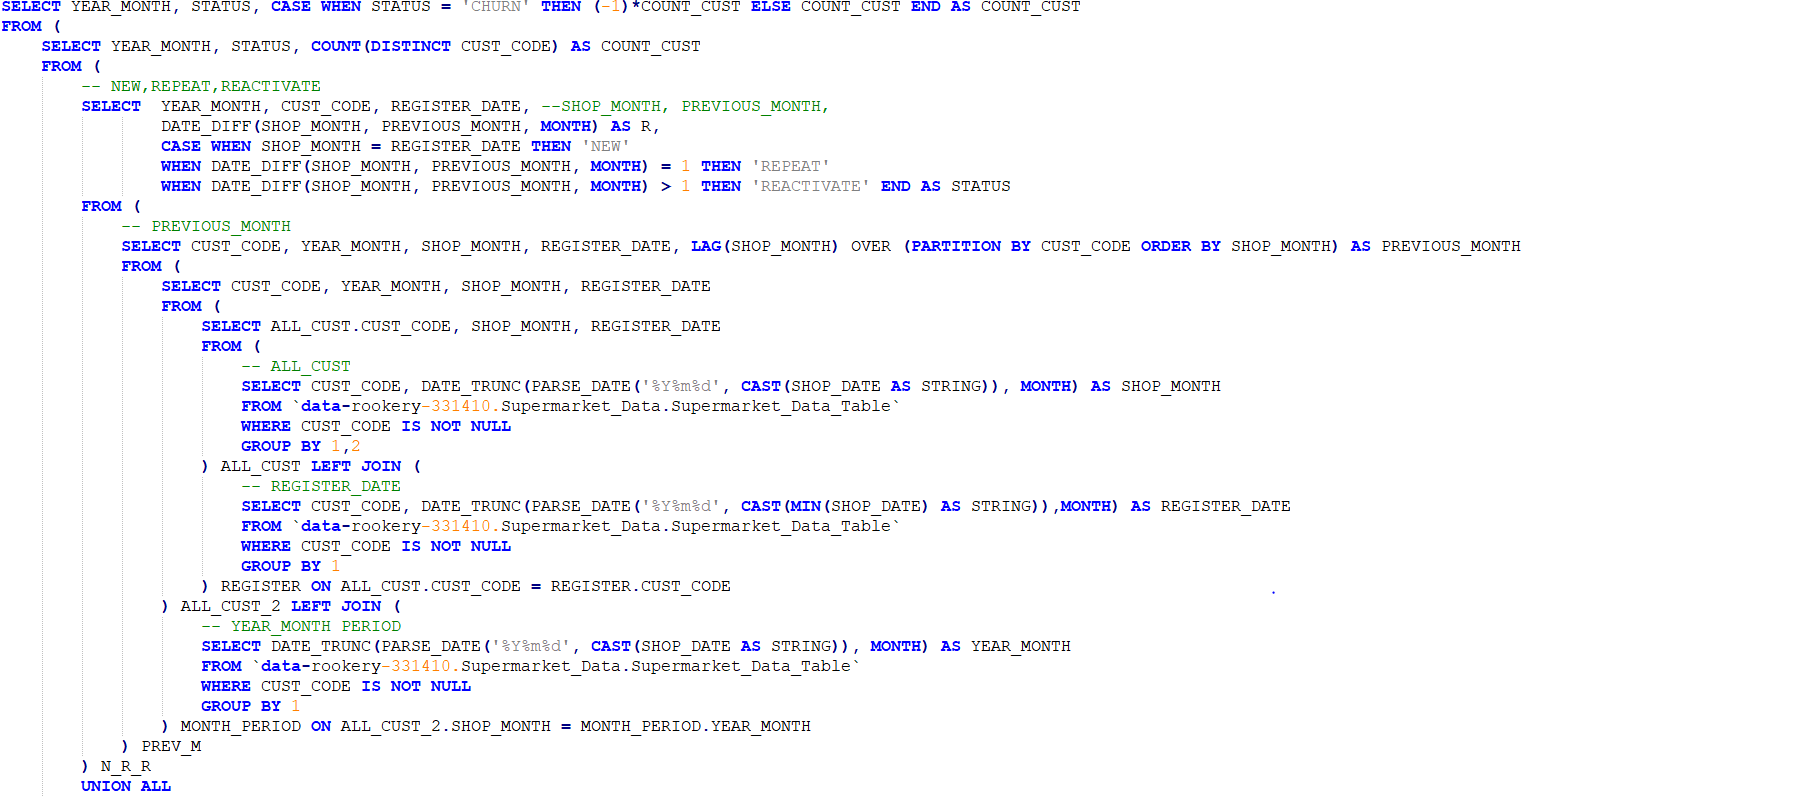 SELECT YEAR_MONTH, STATUS, CASE WHEN STATUS = 'CHURN' THEN (-1)*COUNT_CUST ELSE COUNT_CUST END AS COUNT_CUST
FROM (
    SELECT YEAR_MONTH, STATUS, COUNT(DISTINCT CUST_CODE) AS COUNT_CUST
    FROM (
        -- NEW,REPEAT,REACTIVATE
        SELECT  YEAR_MONTH, CUST_CODE, REGISTER_DATE, --SHOP_MONTH, PREVIOUS_MONTH,
                DATE_DIFF(SHOP_MONTH, PREVIOUS_MONTH, MONTH) AS R,
                CASE WHEN SHOP_MONTH = REGISTER_DATE THEN 'NEW'
                WHEN DATE_DIFF(SHOP_MONTH, PREVIOUS_MONTH, MONTH) = 1 THEN 'REPEAT'
                WHEN DATE_DIFF(SHOP_MONTH, PREVIOUS_MONTH, MONTH) > 1 THEN 'REACTIVATE' END AS STATUS
        FROM (
            -- PREVIOUS_MONTH
            SELECT CUST_CODE, YEAR_MONTH, SHOP_MONTH, REGISTER_DATE, LAG(SHOP_MONTH) OVER (PARTITION BY CUST_CODE ORDER BY SHOP_MONTH) AS PREVIOUS_MONTH
            FROM (
                SELECT CUST_CODE, YEAR_MONTH, SHOP_MONTH, REGISTER_DATE
                FROM (
                    SELECT ALL_CUST.CUST_CODE, SHOP_MONTH, REGISTER_DATE
                    FROM (
                        -- ALL_CUST
                        SELECT CUST_CODE, DATE_TRUNC(PARSE_DATE('%Y%m%d', CAST(SHOP_DATE AS STRING)), MONTH) AS SHOP_MONTH
                        FROM `data-rookery-331410.Supermarket_Data.Supermarket_Data_Table`
                        WHERE CUST_CODE IS NOT NULL
                        GROUP BY 1,2
                    ) ALL_CUST LEFT JOIN (
                        -- REGISTER_DATE
                        SELECT CUST_CODE, DATE_TRUNC(PARSE_DATE('%Y%m%d', CAST(MIN(SHOP_DATE) AS STRING)),MONTH) AS REGISTER_DATE
                        FROM `data-rookery-331410.Supermarket_Data.Supermarket_Data_Table`
                        WHERE CUST_CODE IS NOT NULL
                        GROUP BY 1
                    ) REGISTER ON ALL_CUST.CUST_CODE = REGISTER.CUST_CODE
                ) ALL_CUST_2 LEFT JOIN (
                    -- YEAR_MONTH PERIOD
                    SELECT DATE_TRUNC(PARSE_DATE('%Y%m%d', CAST(SHOP_DATE AS STRING)), MONTH) AS YEAR_MONTH
                    FROM `data-rookery-331410.Supermarket_Data.Supermarket_Data_Table`
                    WHERE CUST_CODE IS NOT NULL
                    GROUP BY 1
                ) MONTH_PERIOD ON ALL_CUST_2.SHOP_MONTH = MONTH_PERIOD.YEAR_MONTH
            ) PREV_M
        ) N_R_R
        UNION ALL